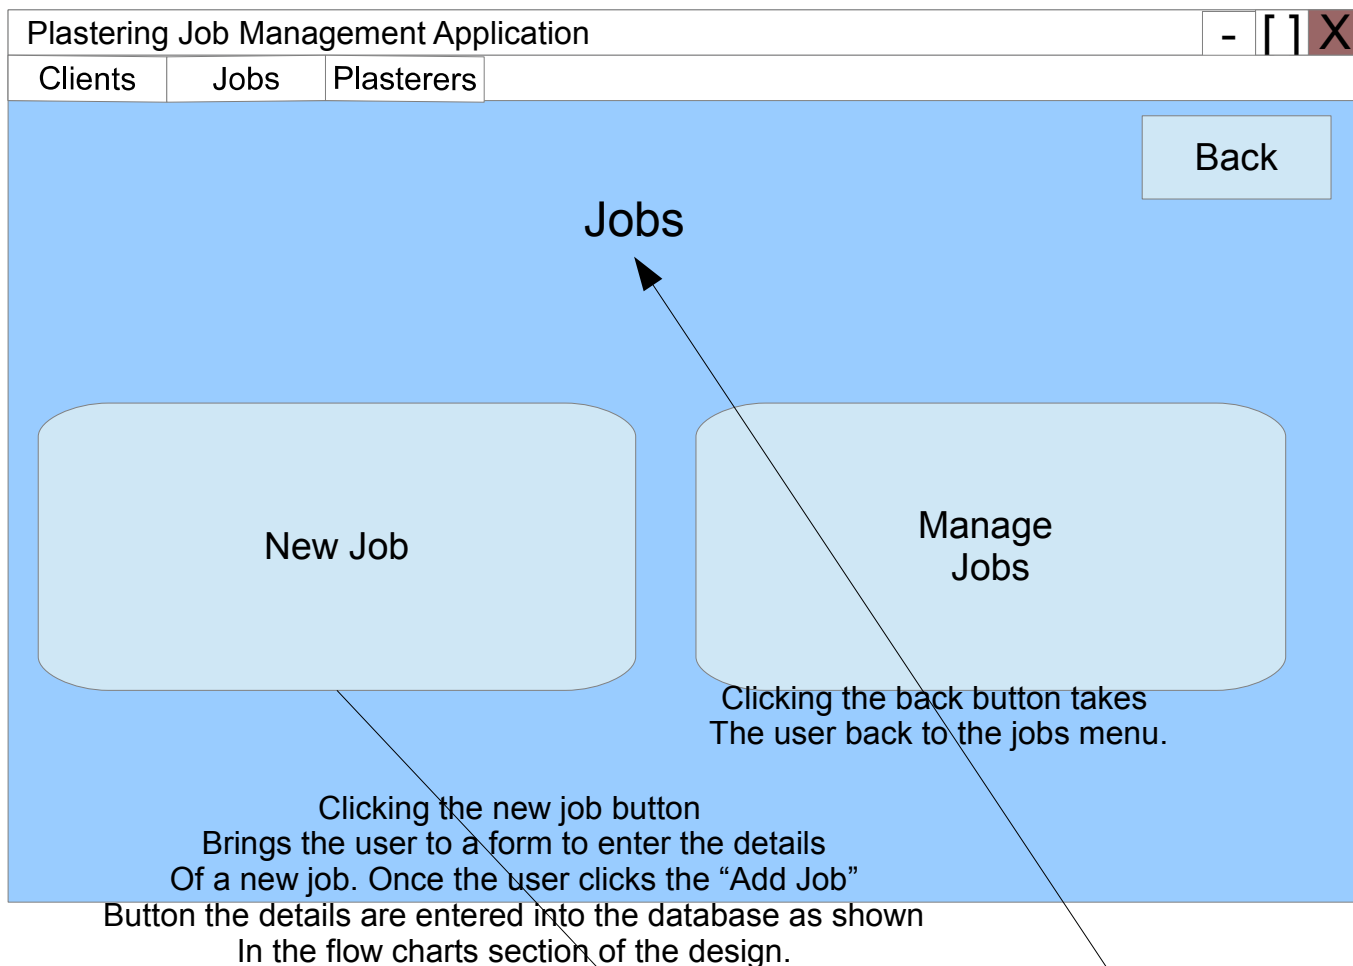 Plastering Job Management Application
- [ ] X
Clients Jobs Plasterers
Back
Jobs
New Job
Manage
Jobs
Clicking the back button takes
The user back to the jobs menu.
Clicking the new job button
Brings the user to a form to enter the details
Of a new job. Once the user clicks the “Add Job”
Button the details are entered into the database as shown
In the flow charts section of the design.